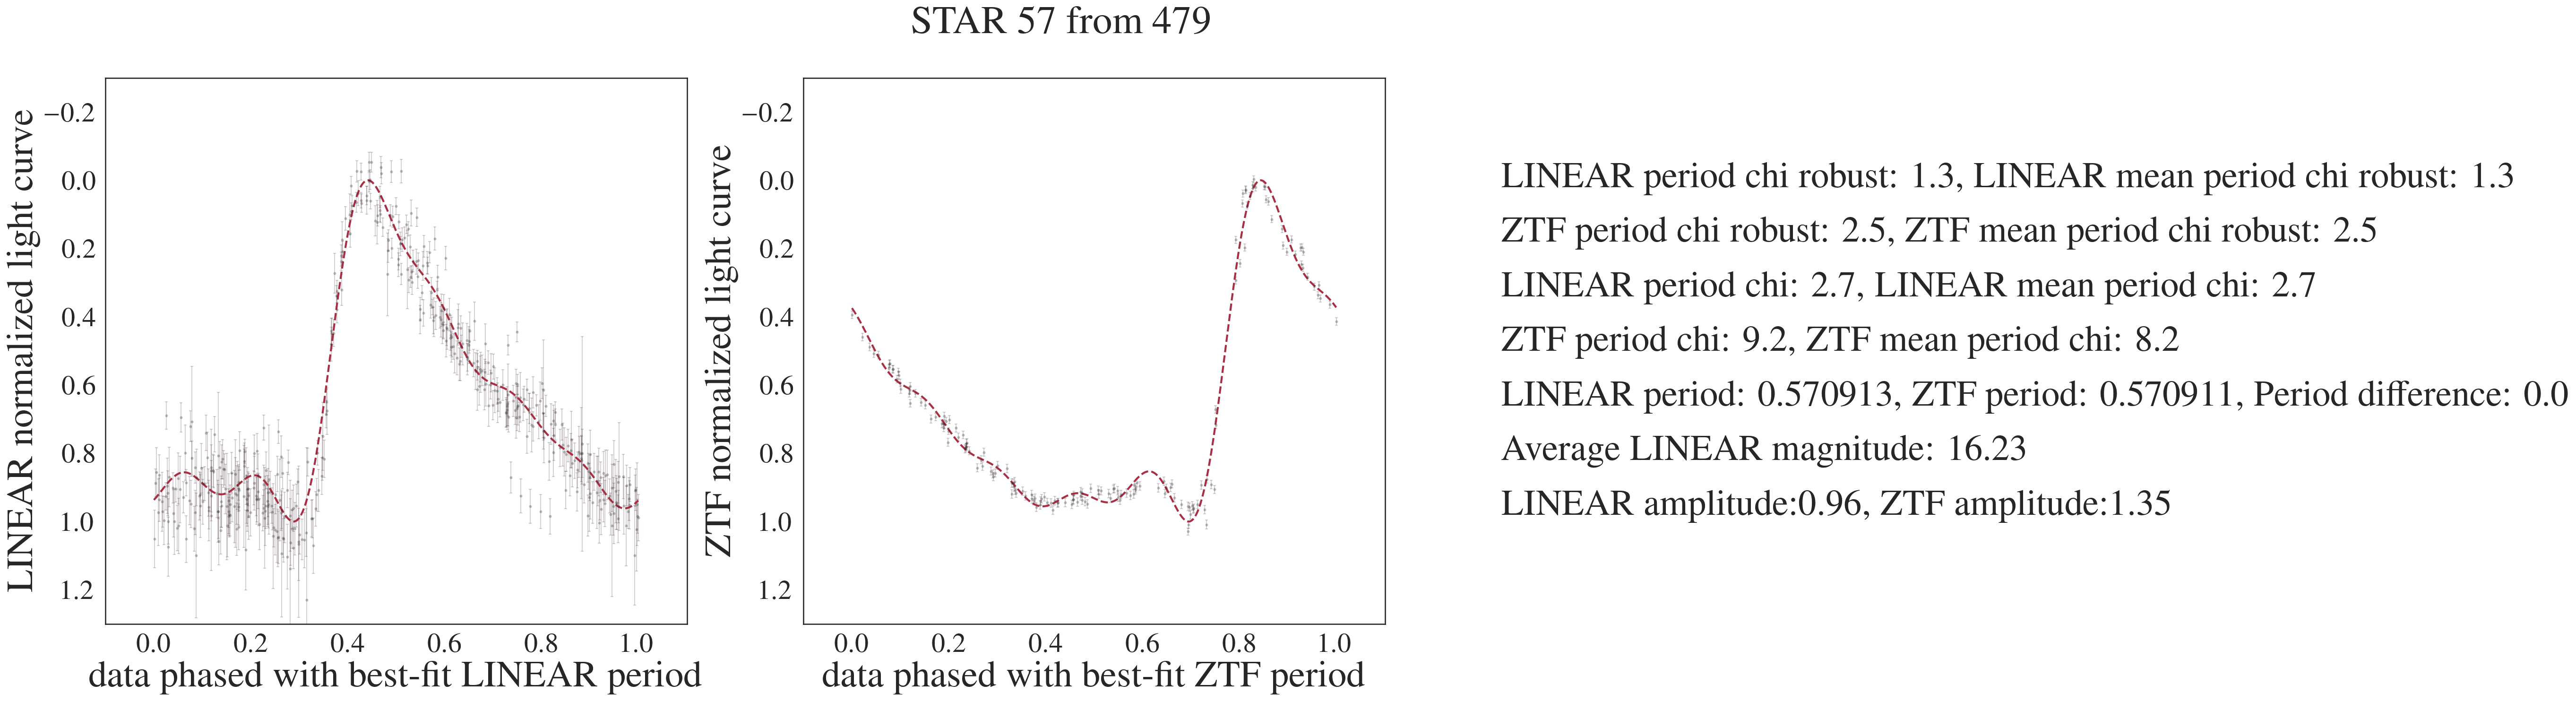 STAR 57 from 479
LINEAR normalized light curve
−0.2
0.0
0.2
0.4
0.6
0.8
1.0
1.2
0.0 0.2 0.4 0.6 0.8 1.0
data phased with best-fit LINEAR period
ZTF normalized light curve
−0.2
0.0
0.2
0.4
0.6
0.8
1.0
1.2
0.0 0.2 0.4 0.6 0.8 1.0
data phased with best-fit ZTF period
LINEAR period chi robust: 1.3, LINEAR mean period chi robust: 1.3
ZTF period chi robust: 2.5, ZTF mean period chi robust: 2.5
LINEAR period chi: 2.7, LINEAR mean period chi: 2.7
ZTF period chi: 9.2, ZTF mean period chi: 8.2
LINEAR period: 0.570913, ZTF period: 0.570911, Period difference: 0.0
Average LINEAR magnitude: 16.23
LINEAR amplitude:0.96, ZTF amplitude:1.35